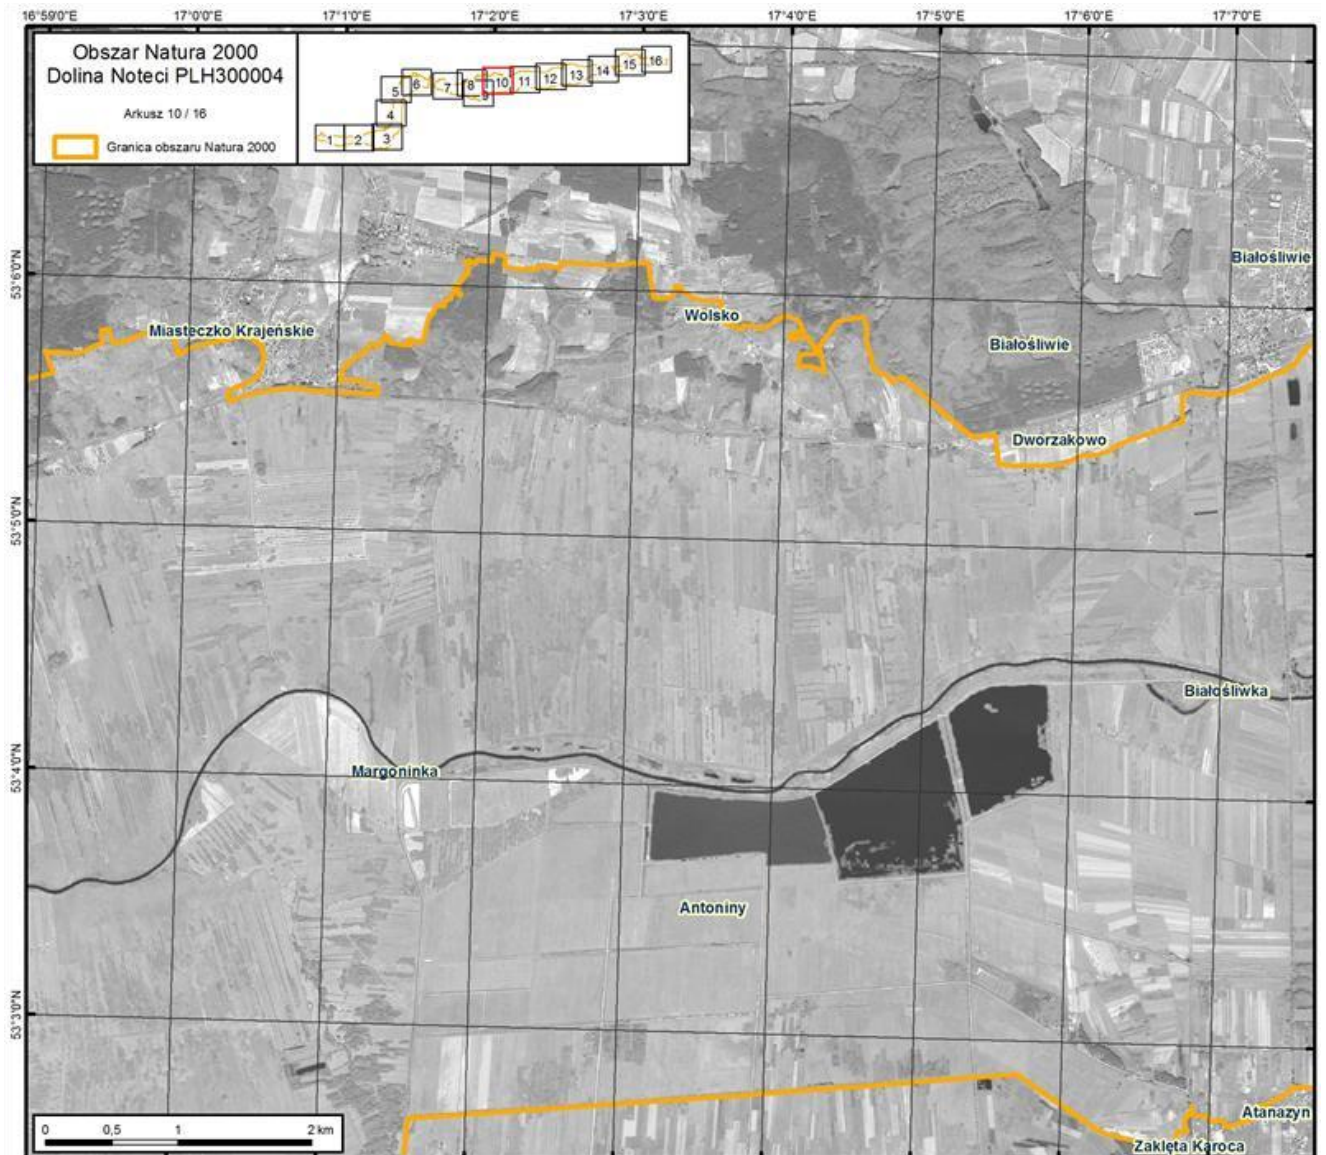 16°59'0"E 17°0'0"E 17°1'0"E 17°2'0"E 17°3'0"E 17°4'0"E 17°5'0"E 17°6'0"E 17°7'0"E
Obszar Natura 2000
Dolina Noteci PLH300004
Arkusz 10 / 16
Granica obszaru Natura 2000
1 2 3 4 5 6 7 8 9 10 11 12 13 14 15 16
53°6'0"N
Białośliwie
Wolsko
Miasteczko Krajeńskie
Białośliwie
Dworzakowo
53°5'0"N
Białośliwka
53°4'0"N
Margoninka
Antoniny
53°3'0"N
Atanazyn
Zaklęta Karoca
0 0,5 1 2 km